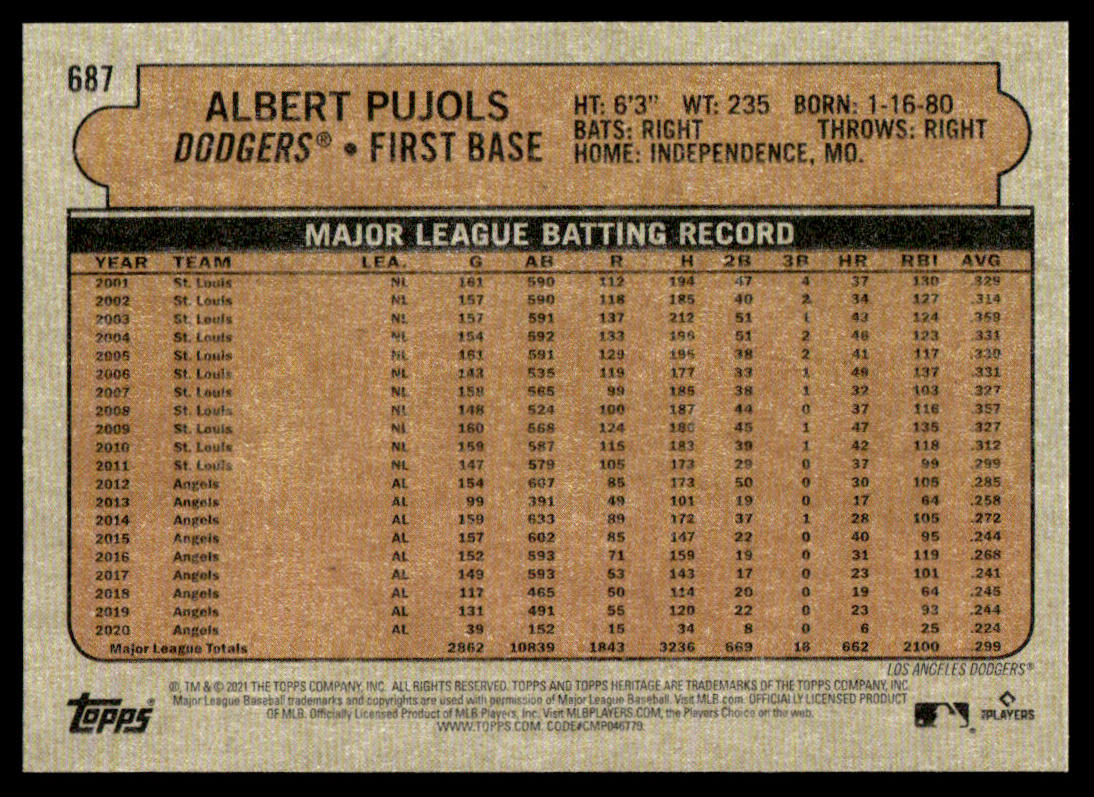 687
ALBERT PUJOLS
DODGERS® • FIRST BASE
HT: 6'3" WT: 235 BORN: 1-16-80
BATS: RIGHT THROWS: RIGHT
HOME: INDEPENDENCE, MO.
MAJOR LEAGUE BATTING RECORD
YEAR TEAM LEA. G AB R H 2B 3B HR RBI AVG
2001 St. Louis NL 161 590 112 194 47 4 37 130 .329
2002 St. Louis NL 157 590 118 185 40 2 34 127 .314
2003 St. Louis NL 157 591 137 212 51 1 43 124 .359
2004 St. Louis NL 154 592 133 196 51 2 46 123 .331
2005 St. Louis NL 161 591 129 195 38 2 41 117 .330
2006 St. Louis NL 143 535 119 177 33 1 49 137 .331
2007 St. Louis NL 158 565 99 185 38 1 32 103 .327
2008 St. Louis NL 148 524 100 187 44 0 37 116 .357
2009 St. Louis NL 160 568 124 186 45 1 47 135 .327
2010 St. Louis NL 159 587 115 183 39 1 42 118 .312
2011 St. Louis NL 147 579 105 173 29 0 37 99 .299
2012 Angels AL 154 607 85 173 50 0 30 105 .285
2013 Angels AL 99 391 49 101 19 0 17 64 .258
2014 Angels AL 159 633 89 172 37 1 28 105 .272
2015 Angels AL 157 602 85 147 22 0 40 95 .244
2016 Angels AL 152 593 71 159 19 0 31 119 .268
2017 Angels AL 149 593 53 143 17 0 23 101 .241
2018 Angels AL 117 465 50 114 20 0 19 64 .245
2019 Angels AL 131 491 55 120 22 0 23 93 .244
2020 Angels AL 39 152 15 34 8 0 6 25 .224
Major League Totals 2862 10839 1843 3236 669 16 662 2100 .299
LOS ANGELES DODGERS®
®, TM & © 2021 THE TOPPS COMPANY, INC. ALL RIGHTS RESERVED. TOPPS AND TOPPS HERITAGE ARE TRADEMARKS OF THE TOPPS COMPANY, INC.
Major League Baseball trademarks and copyrights are used with permission of Major League Baseball. Visit MLB.com. OFFICIALLY LICENSED PRODUCT
OF MLB. Officially Licensed Product of MLB Players, Inc. Visit MLBPLAYERS.COM, the Players Choice on the web.
WWW.TOPPS.COM. CODE#CMP046779
topps®
MLBPLAYERS